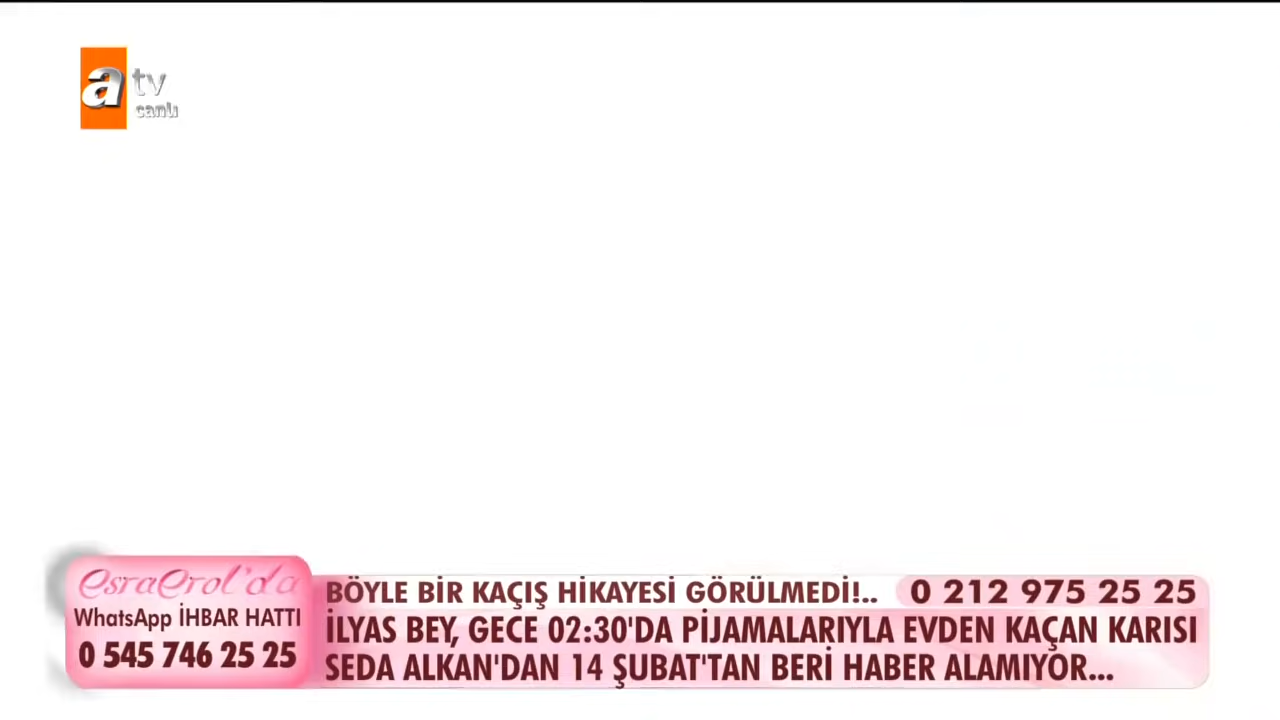 a tv
canlı
esraerol'da
WhatsApp İHBAR HATTI
0 545 746 25 25
BÖYLE BİR KAÇIŞ HİKAYESİ GÖRÜLMEDİ!..
0 212 975 25 25
İLYAS BEY, GECE 02:30'DA PİJAMALARIYLA EVDEN KAÇAN KARISI
SEDA ALKAN'DAN 14 ŞUBAT'TAN BERİ HABER ALAMIYOR...